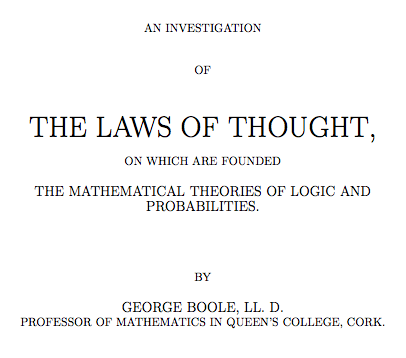 AN INVESTIGATION
OF
THE LAWS OF THOUGHT,
ON WHICH ARE FOUNDED
THE MATHEMATICAL THEORIES OF LOGIC AND
PROBABILITIES.
BY
GEORGE BOOLE, LL. D.
PROFESSOR OF MATHEMATICS IN QUEEN'S COLLEGE, CORK.